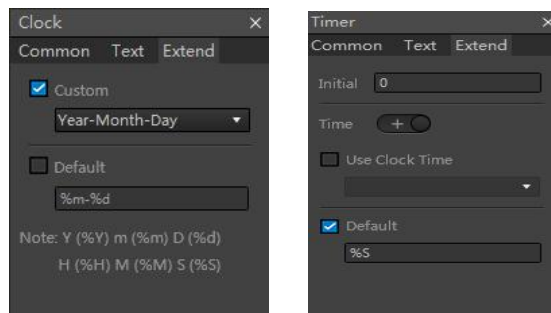 Clock
Common Text Extend
Custom
Year-Month-Day
Default
%m-%d
Note: Y (%Y) m (%m) D (%d)
H (%H) M (%M) S (%S)
Timer
Common Text Extend
Initial 0
Time +
Use Clock Time
Default
%S